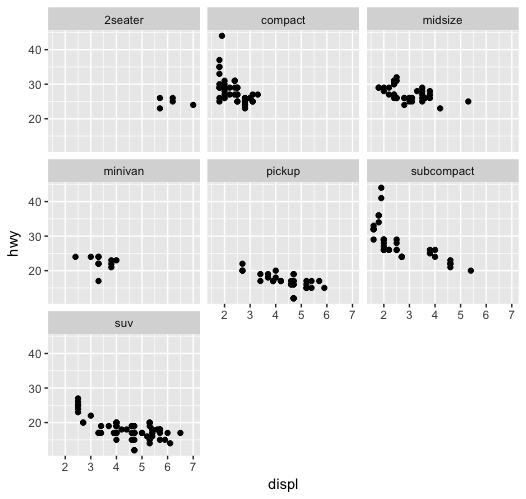 2seater compact midsize
40
30
20
minivan pickup subcompact
40
30
20
2 3 4 5 6 7 2 3 4 5 6 7
suv
40
30
20
2 3 4 5 6 7
hwy
displ